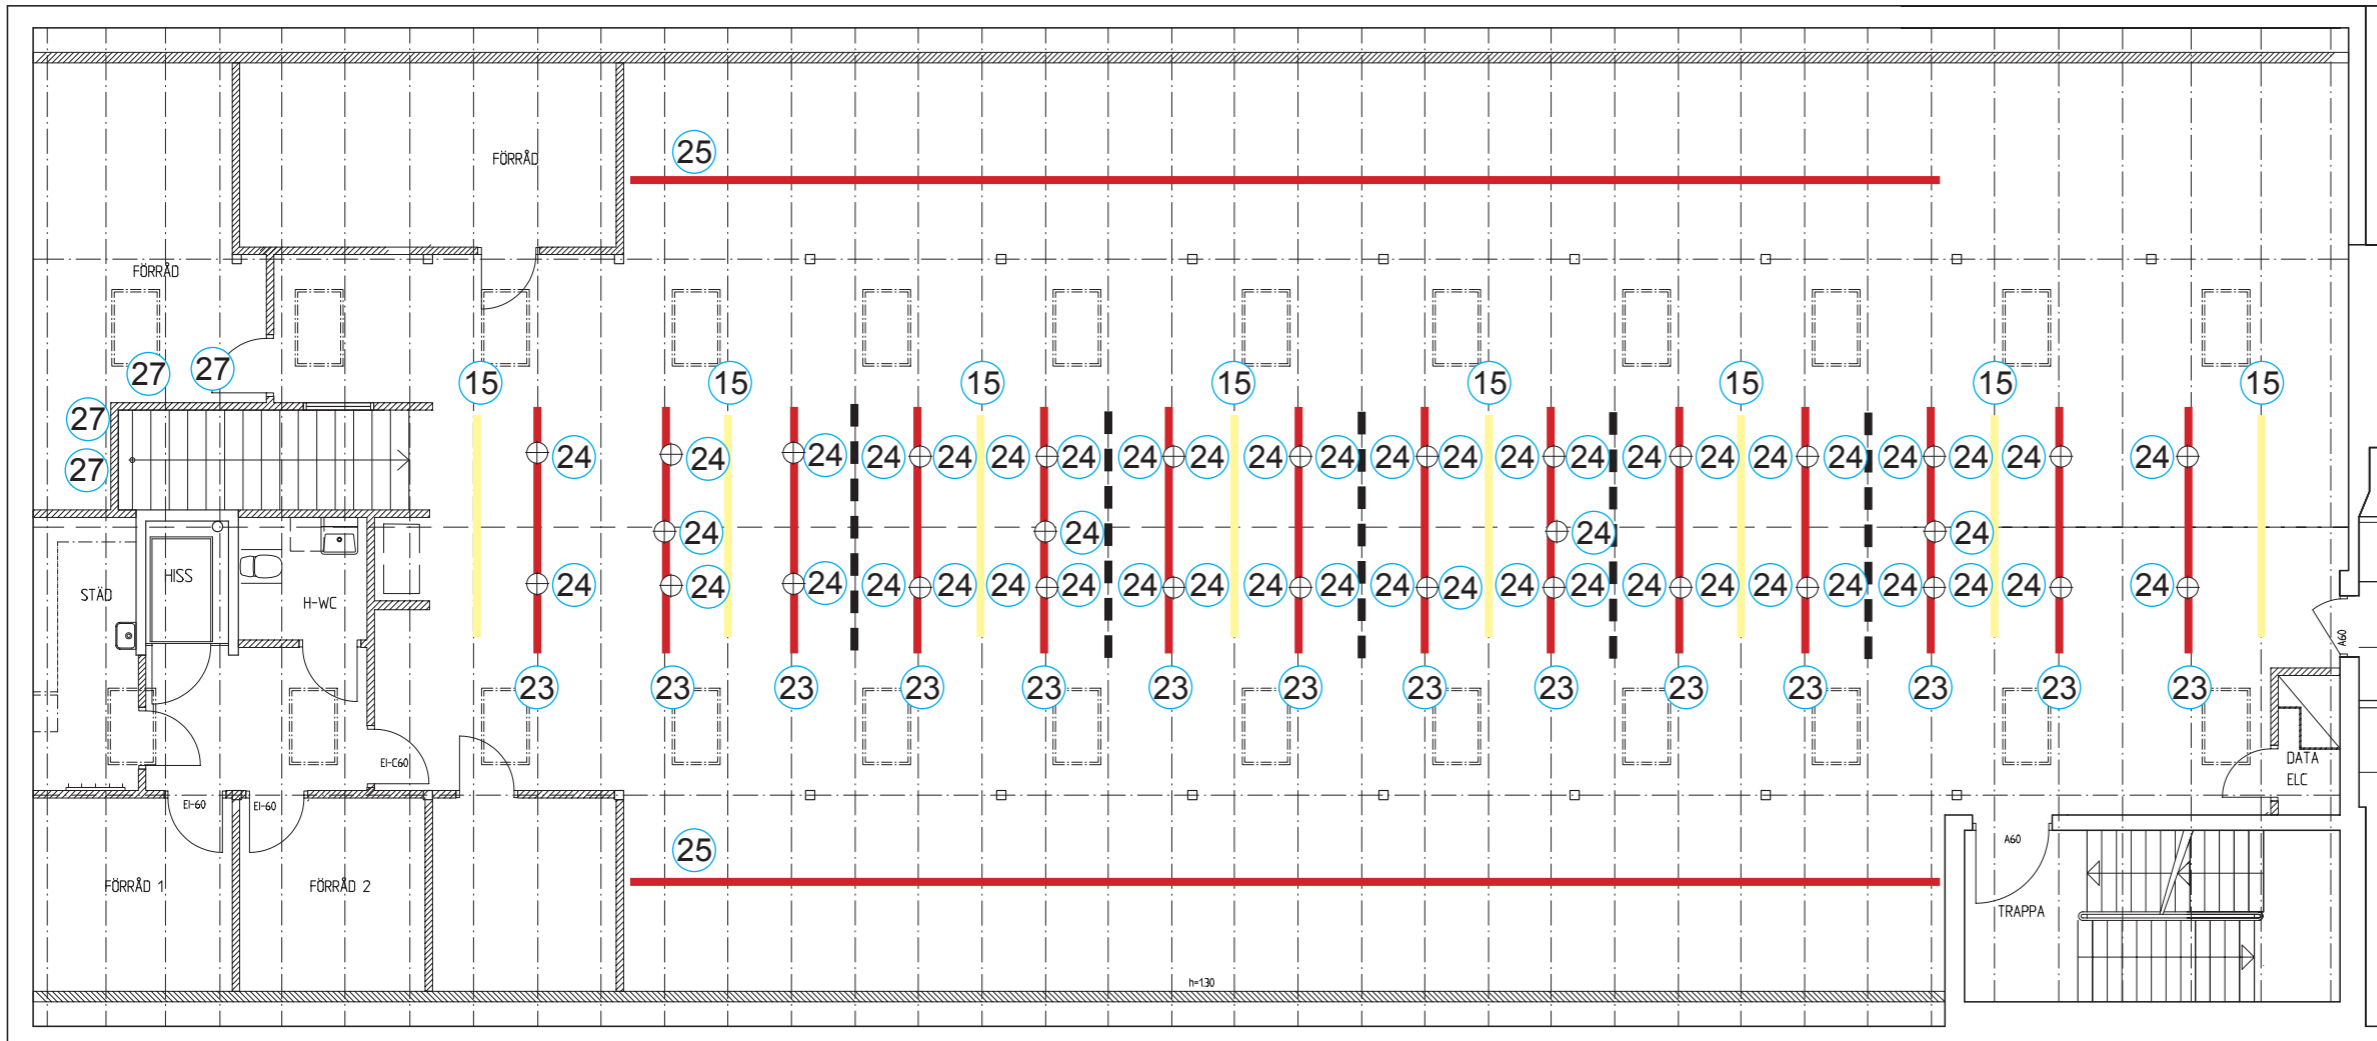 25
FÖRRÅD
FÖRRÅD
27 27
15 15 15 15 15 15 15 15
27
27
24 24 24 24 24 24 24 24 24 24 24 24 24 24 24 24 24 24 24 24 24 24 24
24 24 24 24
HISS
STÄD
H-WC
24 24 24 24 24 24 24 24 24 24 24 24 24 24 24 24 24 24 24 24 24 24 24
A60
23 23 23 23 23 23 23 23 23 23 23 23 23 23
EI-C60
DATA
ELC
EI-60
EI-60
A60
25
FÖRRÅD 1
FÖRRÅD 2
TRAPPA
h=1.30